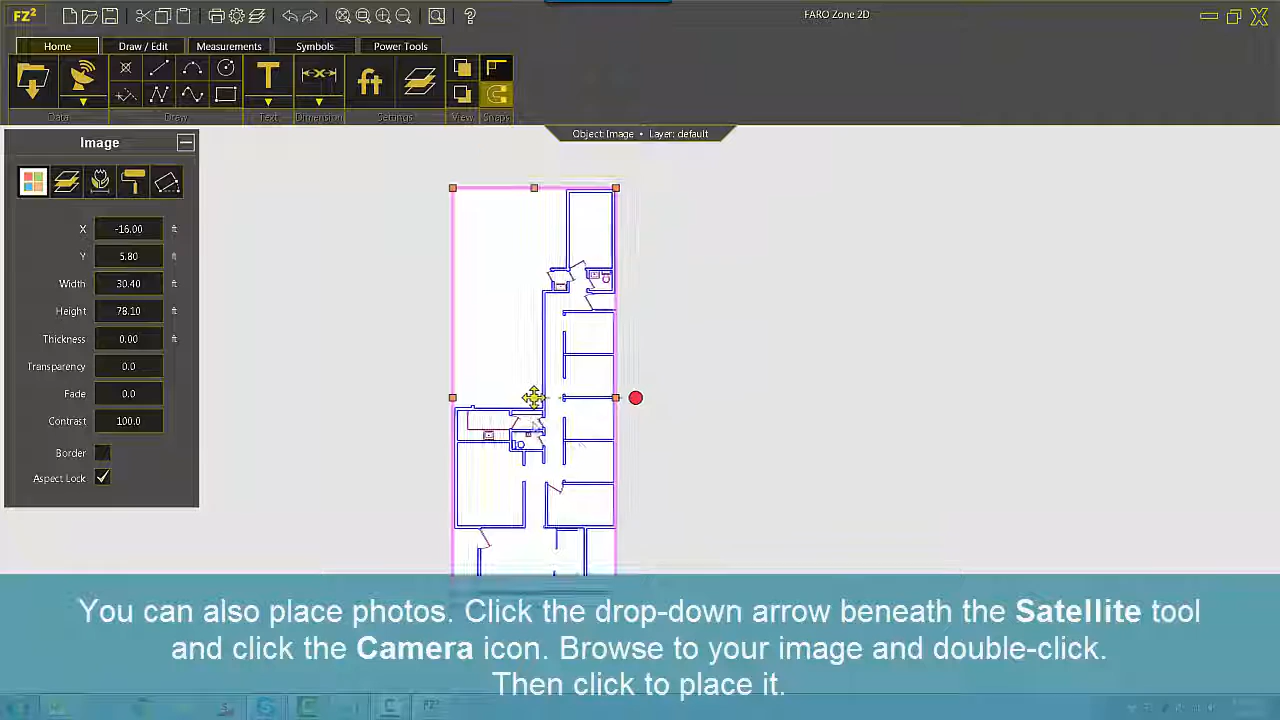 FZ²
FARO Zone 2D
Home
Draw / Edit
Measurements
Symbols
Power Tools
T
ft
Data
Draw
Text
Dimension
Settings
View
Snaps
Object: Image • Layer: default
Image
X -16.00 ft
Y 5.80 ft
Width 30.40 ft
Height 78.10 ft
Thickness 0.00 ft
Transparency 0.0
Fade 0.0
Contrast 100.0
Border
Aspect Lock
You can also place photos. Click the drop-down arrow beneath the Satellite tool
and click the Camera icon. Browse to your image and double-click.
Then click to place it.
FZ²